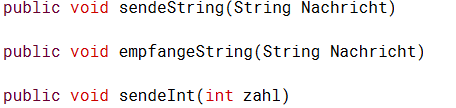 public void sendeString(String Nachricht)
public void empfangeString(String Nachricht)
public void sendeInt(int zahl)